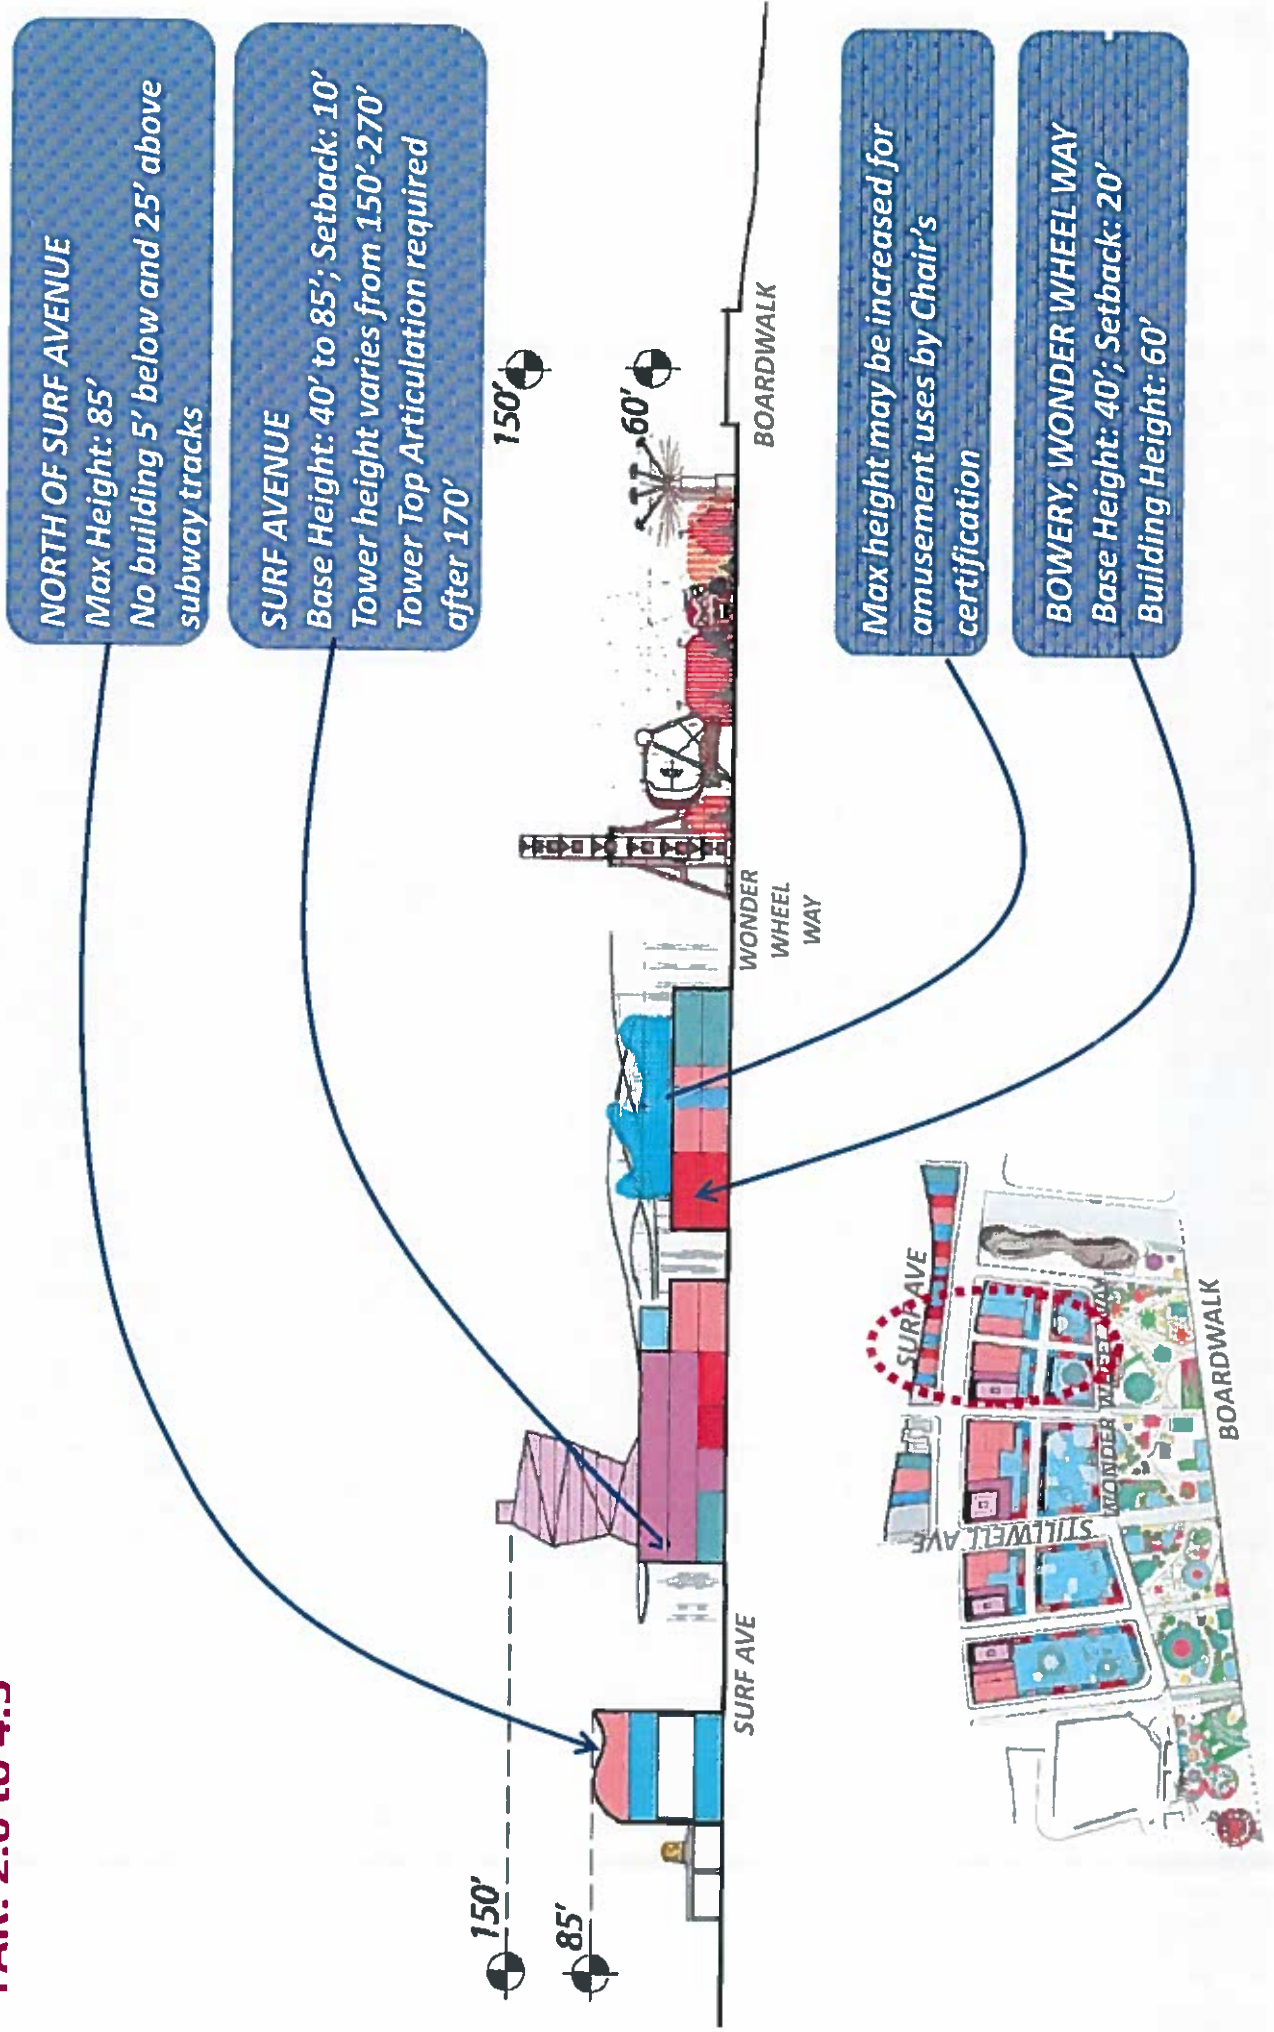 FAR: 2.6 to 4.5
NORTH OF SURF AVENUE
Max Height: 85’
No building 5’ below and 25’ above
subway tracks
SURF AVENUE
Base Height: 40’ to 85’; Setback: 10’
Tower height varies from 150’-270’
Tower Top Articulation required
after 170’
150’
85’
150’
60’
SURF AVE
WONDER
WHEEL
WAY
BOARDWALK
Max height may be increased for
amusement uses by Chair’s
certification
BOWERY, WONDER WHEEL WAY
Base Height: 40’; Setback: 20’
Building Height: 60’
SURF AVE
STILLWELL AVE
WONDER WHEEL WAY
BOARDWALK